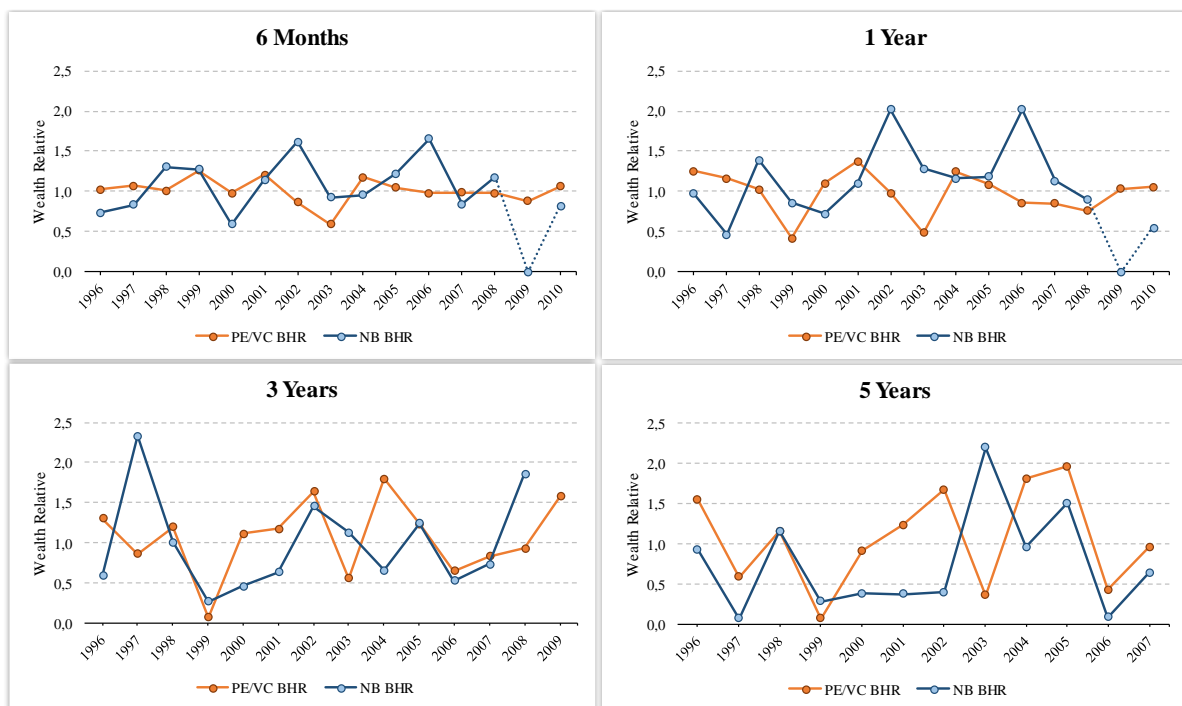 6 Months
Wealth Relative
2,5
2,0
1,5
1,0
0,5
0,0
1996 1997 1998 1999 2000 2001 2002 2003 2004 2005 2006 2007 2008 2009 2010
PE/VC BHR NB BHR
1 Year
Wealth Relative
2,5
2,0
1,5
1,0
0,5
0,0
1996 1997 1998 1999 2000 2001 2002 2003 2004 2005 2006 2007 2008 2009 2010
PE/VC BHR NB BHR
3 Years
Wealth Relative
2,5
2,0
1,5
1,0
0,5
0,0
1996 1997 1998 1999 2000 2001 2002 2003 2004 2005 2006 2007 2008 2009
PE/VC BHR NB BHR
5 Years
Wealth Relative
2,5
2,0
1,5
1,0
0,5
0,0
1996 1997 1998 1999 2000 2001 2002 2003 2004 2005 2006 2007
PE/VC BHR NB BHR